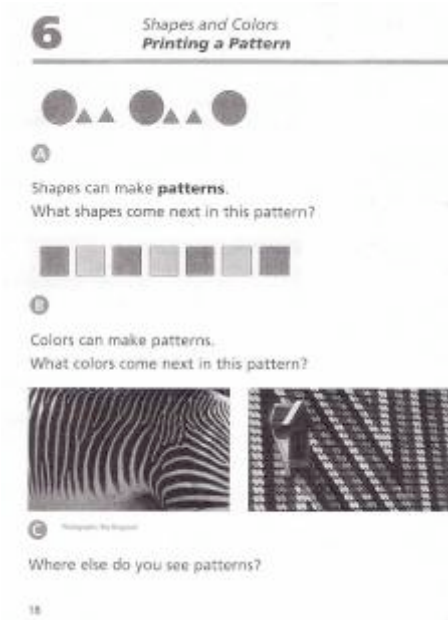 6
Shapes and Colors
Printing a Pattern
A
Shapes can make patterns.
What shapes come next in this pattern?
B
Colors can make patterns.
What colors come next in this pattern?
C
Where else do you see patterns?
18